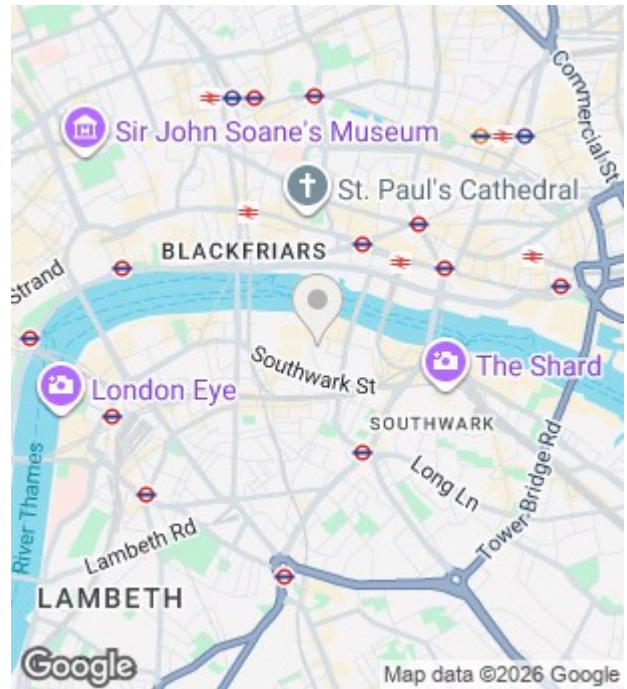 Commercial St
Sir John Soane's Museum
St. Paul's Cathedral
BLACKFRIARS
Strand
Southwark St
The Shard
London Eye
SOUTHWARK
Long Ln
Tower Bridge Rd
River Thames
Lambeth Rd
LAMBETH
Google
Map data ©2026 Google